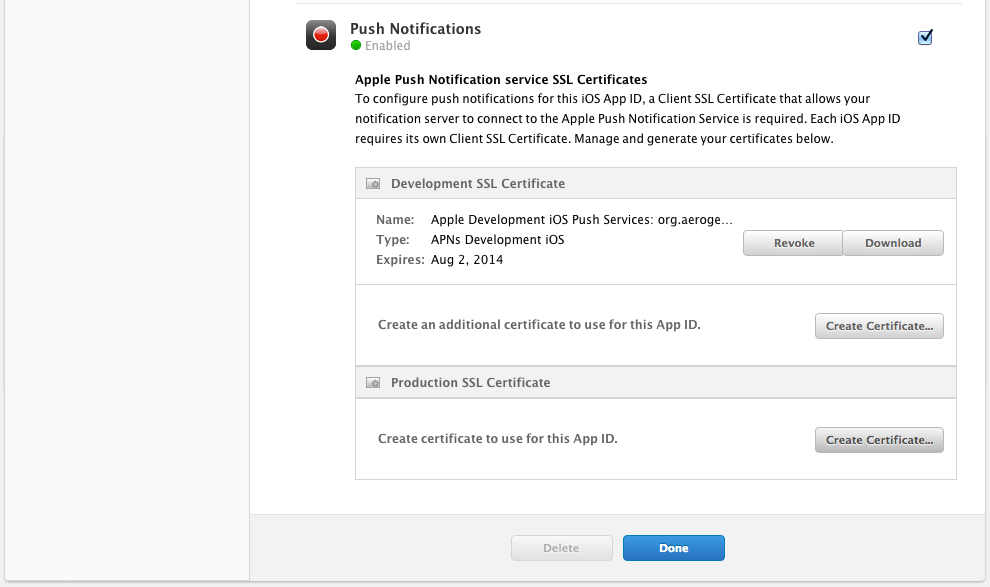 Push Notifications
Enabled
Apple Push Notification service SSL Certificates
To configure push notifications for this iOS App ID, a Client SSL Certificate that allows your
notification server to connect to the Apple Push Notification Service is required. Each iOS App ID
requires its own Client SSL Certificate. Manage and generate your certificates below.
Development SSL Certificate
Name: Apple Development iOS Push Services: org.aeroge...
Type: APNs Development iOS
Expires: Aug 2, 2014
Revoke Download
Create an additional certificate to use for this App ID.
Create Certificate...
Production SSL Certificate
Create certificate to use for this App ID.
Create Certificate...
Delete Done